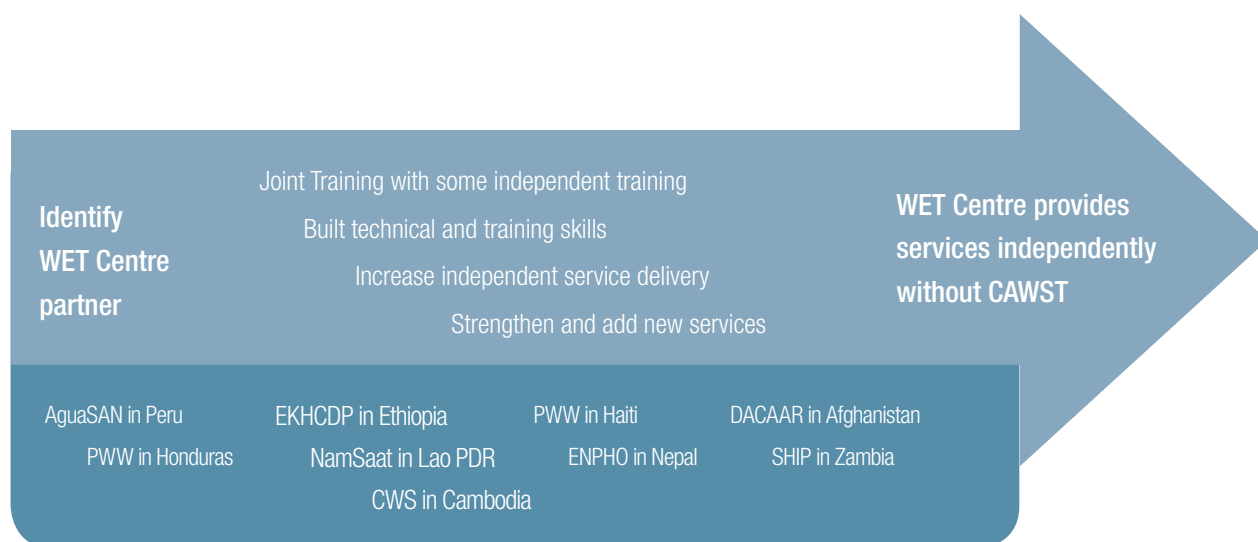 Identify
WET Centre
partner
Joint Training with some independent training
Built technical and training skills
Increase independent service delivery
Strengthen and add new services
WET Centre provides
services independently
without CAWST
AguaSAN in Peru
PWW in Honduras
EKHCDP in Ethiopia
NamSaat in Lao PDR
CWS in Cambodia
PWW in Haiti
ENPHO in Nepal
DACAAR in Afghanistan
SHIP in Zambia